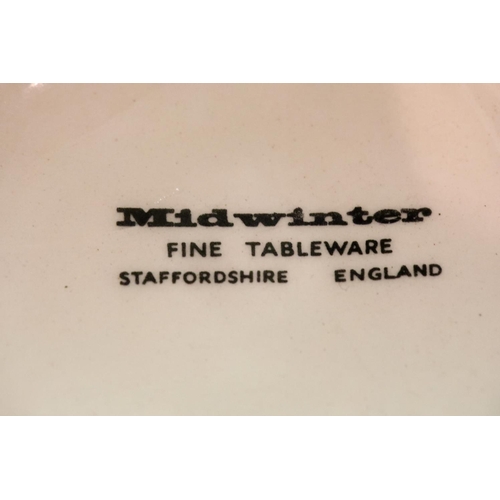 Midwinter
FINE TABLEWARE
STAFFORDSHIRE ENGLAND